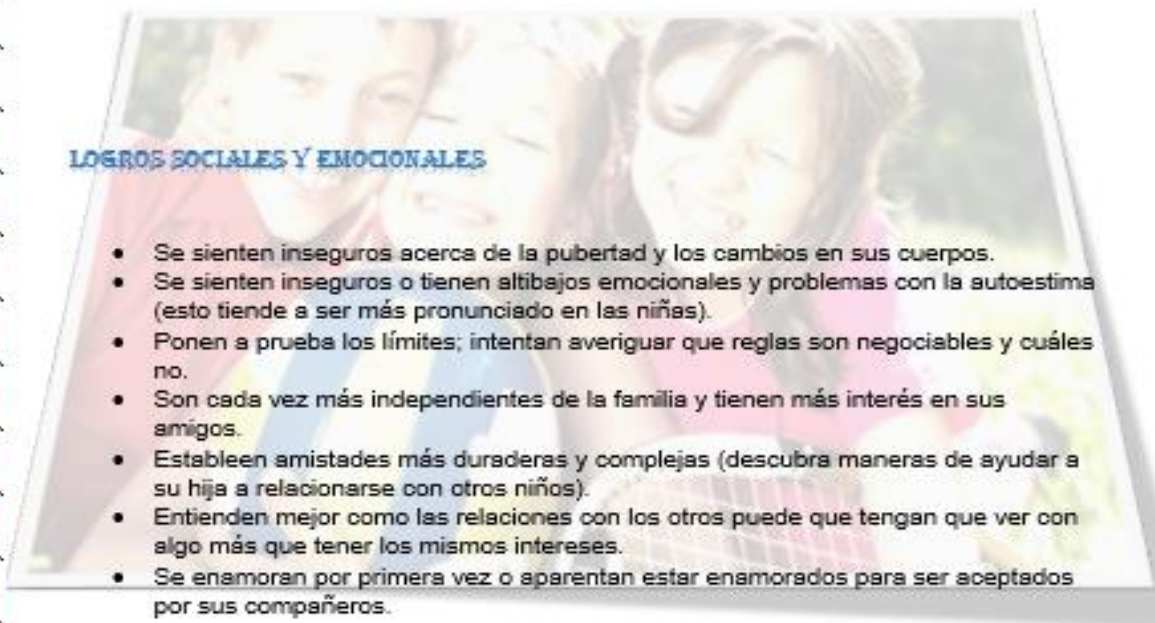 LOGROS SOCIALES Y EMOCIONALES
• Se sienten inseguros acerca de la pubertad y los cambios en sus cuerpos.
• Se sienten inseguros o tienen altibajos emocionales y problemas con la autoestima
(esto tiende a ser más pronunciado en las niñas).
• Ponen a prueba los límites; intentan averiguar que reglas son negociables y cuáles
no.
• Son cada vez más independientes de la familia y tienen más interés en sus
amigos.
• Estableen amistades más duraderas y complejas (descubra maneras de ayudar a
su hija a relacionarse con otros niños).
• Entienden mejor como las relaciones con los otros puede que tengan que ver con
algo más que tener los mismos intereses.
• Se enamoran por primera vez o aparentan estar enamorados para ser aceptados
por sus compañeros.